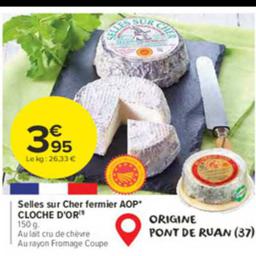 SELLES SUR CHER
3€95
Le kg: 26,33 €
Selles sur Cher fermier AOP*
CLOCHE D'OR
150 g.
Au lait cru de chèvre
Au rayon Fromage Coupe
ORIGINE
PONT DE RUAN (37)